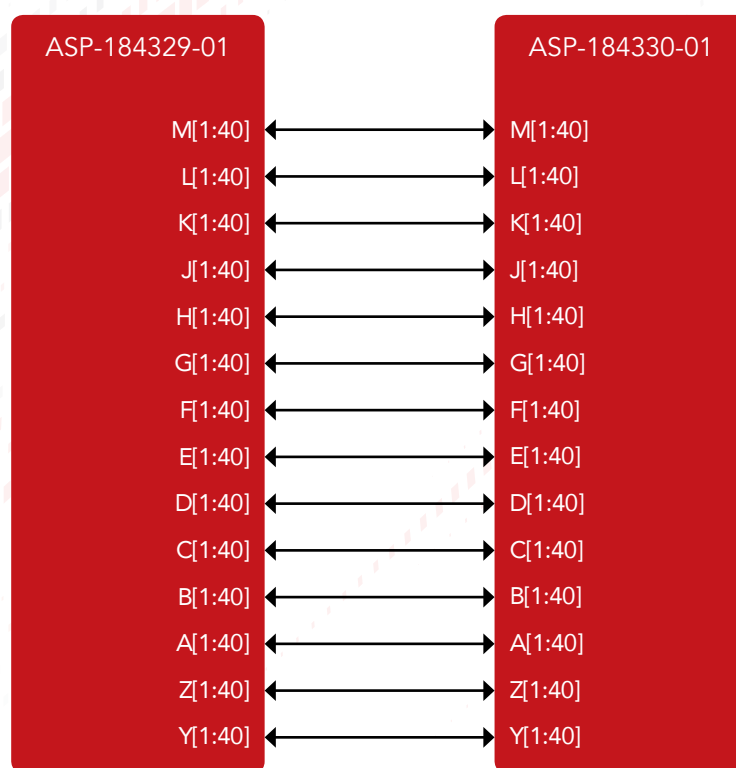 ASP-184329-01 ASP-184330-01
M[1:40] M[1:40]
L[1:40] L[1:40]
K[1:40] K[1:40]
J[1:40] J[1:40]
H[1:40] H[1:40]
G[1:40] G[1:40]
F[1:40] F[1:40]
E[1:40] E[1:40]
D[1:40] D[1:40]
C[1:40] C[1:40]
B[1:40] B[1:40]
A[1:40] A[1:40]
Z[1:40] Z[1:40]
Y[1:40] Y[1:40]